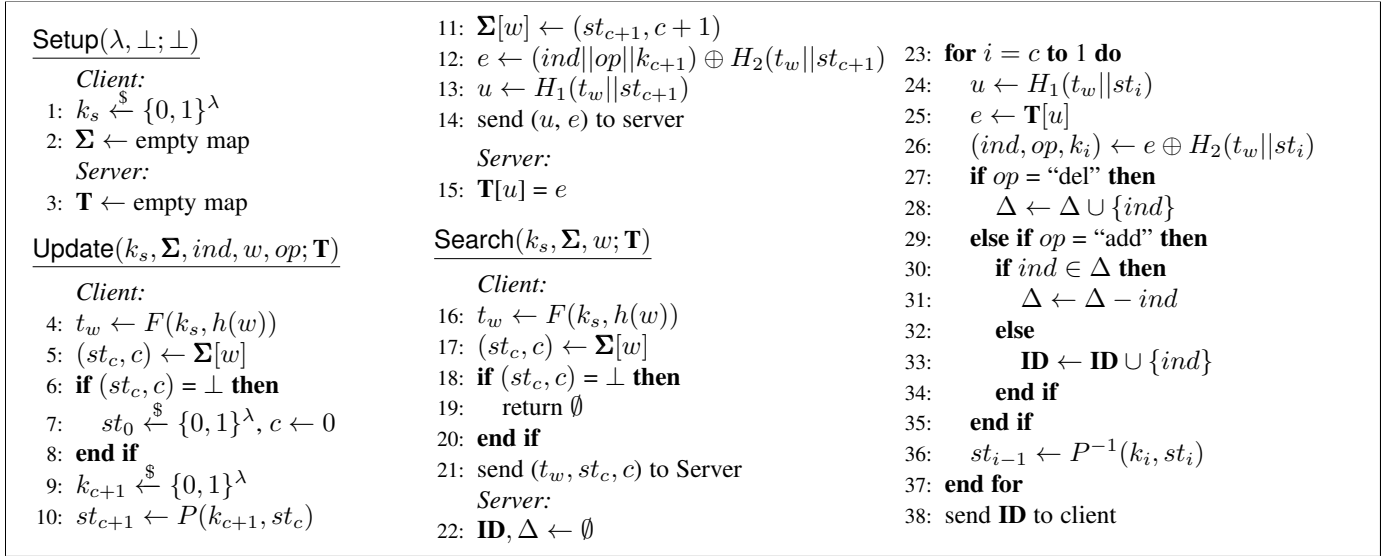 Setup(λ, ⊥; ⊥)
Client:
1: k_s ←$ {0, 1}^λ
2: Σ ← empty map
Server:
3: T ← empty map
Update(k_s, Σ, ind, w, op; T)
Client:
4: t_w ← F(k_s, h(w))
5: (st_c, c) ← Σ[w]
6: if (st_c, c) = ⊥ then
7: st_0 ←$ {0, 1}^λ, c ← 0
8: end if
9: k_{c+1} ←$ {0, 1}^λ
10: st_{c+1} ← P(k_{c+1}, st_c)
11: Σ[w] ← (st_{c+1}, c + 1)
12: e ← (ind||op||k_{c+1}) ⊕ H_2(t_w||st_{c+1})
13: u ← H_1(t_w||st_{c+1})
14: send (u, e) to server
Server:
15: T[u] = e
Search(k_s, Σ, w; T)
Client:
16: t_w ← F(k_s, h(w))
17: (st_c, c) ← Σ[w]
18: if (st_c, c) = ⊥ then
19: return ∅
20: end if
21: send (t_w, st_c, c) to Server
Server:
22: ID, Δ ← ∅
23: for i = c to 1 do
24: u ← H_1(t_w||st_i)
25: e ← T[u]
26: (ind, op, k_i) ← e ⊕ H_2(t_w||st_i)
27: if op = “del” then
28: Δ ← Δ ∪ {ind}
29: else if op = “add” then
30: if ind ∈ Δ then
31: Δ ← Δ − ind
32: else
33: ID ← ID ∪ {ind}
34: end if
35: end if
36: st_{i−1} ← P^{−1}(k_i, st_i)
37: end for
38: send ID to client